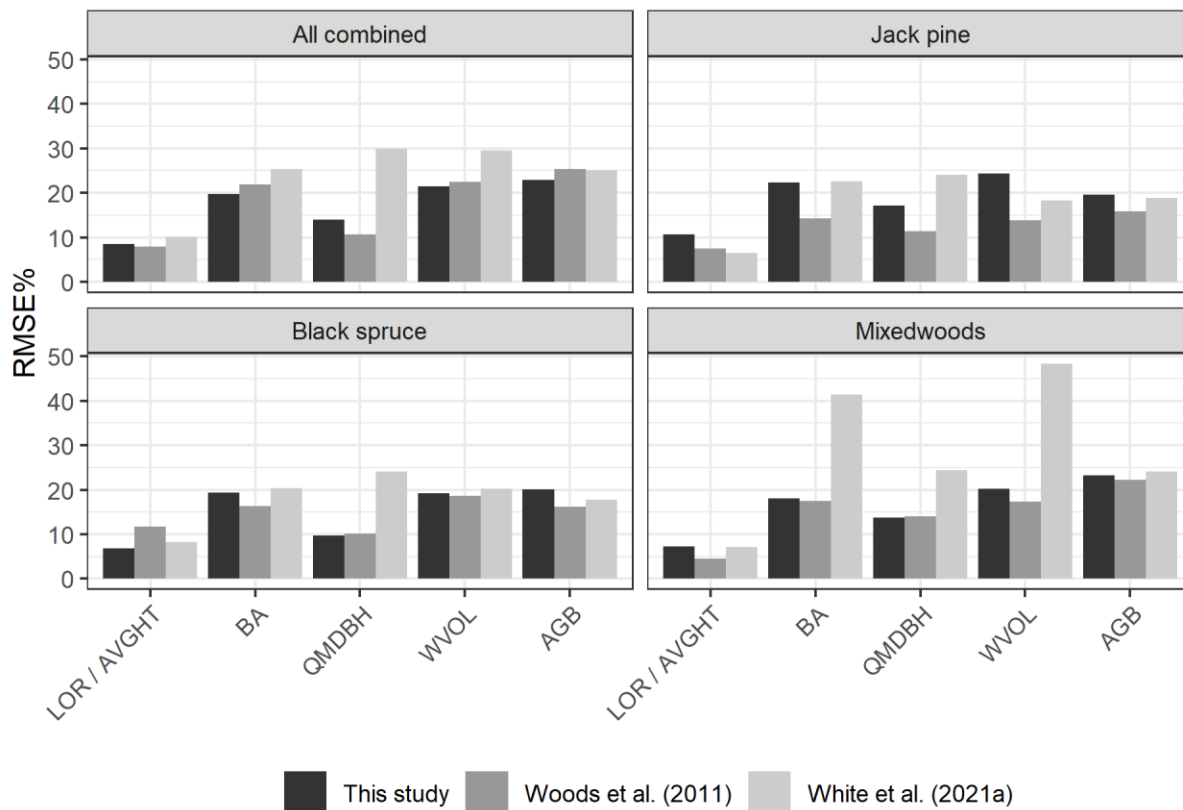 All combined
Jack pine
50
40
30
20
10
0
Black spruce
Mixedwoods
50
40
30
20
10
0
RMSE%
LOR / AVGHT
BA
QMDBH
WVOL
AGB
LOR / AVGHT
BA
QMDBH
WVOL
AGB
This study
Woods et al. (2011)
White et al. (2021a)